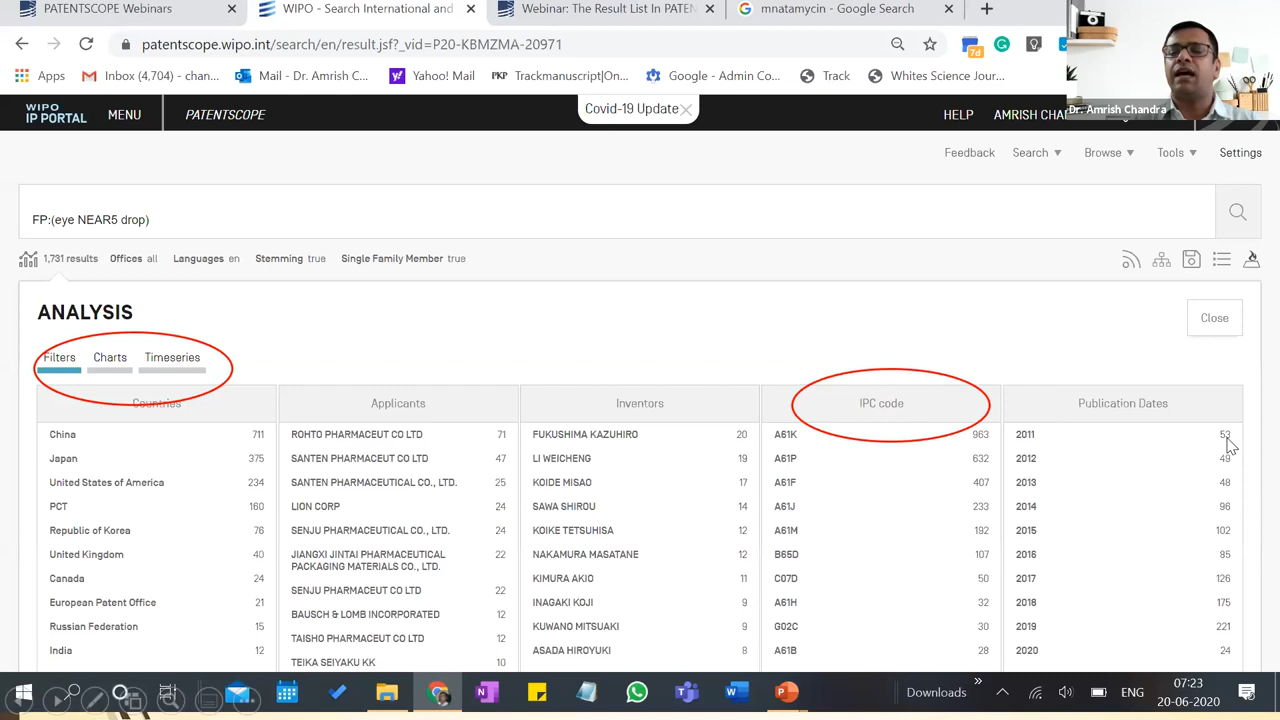 PATENTSCOPE Webinars
WIPO - Search International and
Webinar: The Result List In PATEN
mnatamycin - Google Search
patentscope.wipo.int/search/en/result.jsf?_vid=P20-KBMZMA-20971
7d
Apps
Inbox (4,704) - chan...
Mail - Dr. Amrish C...
Yahoo! Mail
PKP Trackmanuscript|On...
Google - Admin Co...
Track
Whites Science Jour...
Dr. Amrish Chandra
WIPO
IP PORTAL
MENU
PATENTSCOPE
Covid-19 Update
HELP
AMRISH CHA
Feedback
Search
Browse
Tools
Settings
FP:(eye NEAR5 drop)
1,731 results Offices all Languages en Stemming true Single Family Member true
ANALYSIS
Close
Filters Charts Timeseries
Countries
China 711
Japan 375
United States of America 234
PCT 160
Republic of Korea 76
United Kingdom 40
Canada 24
European Patent Office 21
Russian Federation 15
India 12
Applicants
ROHTO PHARMACEUT CO LTD 71
SANTEN PHARMACEUT CO LTD 47
SANTEN PHARMACEUTICAL CO., LTD. 25
LION CORP 24
SENJU PHARMACEUTICAL CO., LTD. 24
JIANGXI JINTAI PHARMACEUTICAL 22
PACKAGING MATERIALS CO., LTD.
SENJU PHARMACEUT CO LTD 22
BAUSCH & LOMB INCORPORATED 12
TAISHO PHARMACEUT CO LTD 12
TEIKA SEIYAKU KK 10
Inventors
FUKUSHIMA KAZUHIRO 20
LI WEICHENG 19
KOIDE MISAO 17
SAWA SHIROU 14
KOIKE TETSUHISA 12
NAKAMURA MASATANE 12
KIMURA AKIO 11
INAGAKI KOJI 9
KUWANO MITSUAKI 9
ASADA HIROYUKI 8
IPC code
A61K 963
A61P 632
A61F 407
A61J 233
A61M 192
B65D 107
C07D 50
A61H 32
G02C 30
A61B 28
Publication Dates
2011 53
2012 49
2013 48
2014 96
2015 102
2016 85
2017 126
2018 175
2019 221
2020 24
Downloads
ENG
07:23
20-06-2020